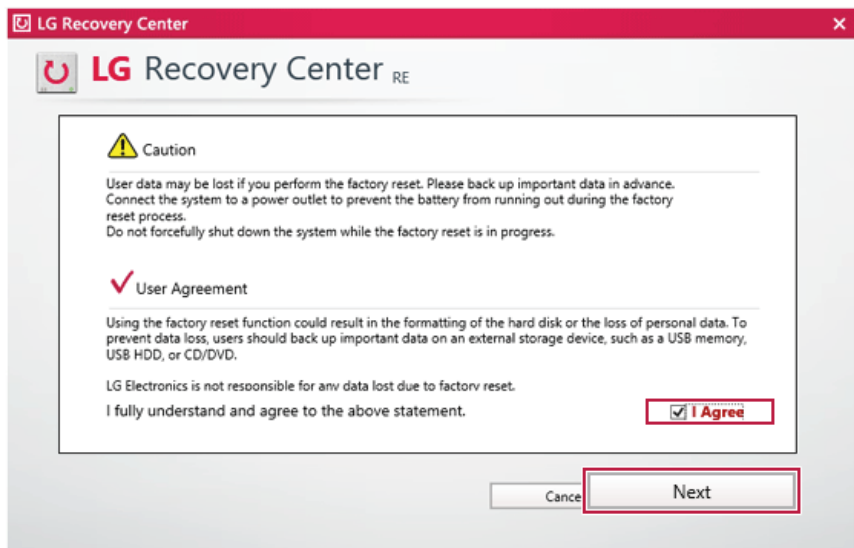 LG Recovery Center
LG Recovery Center RE
Caution
User data may be lost if you perform the factory reset. Please back up important data in advance.
Connect the system to a power outlet to prevent the battery from running out during the factory
reset process.
Do not forcefully shut down the system while the factory reset is in progress.
User Agreement
Using the factory reset function could result in the formatting of the hard disk or the loss of personal data. To
prevent data loss, users should back up important data on an external storage device, such as a USB memory,
USB HDD, or CD/DVD.
LG Electronics is not responsible for any data lost due to factory reset.
I fully understand and agree to the above statement.
I Agree
Cance
Next